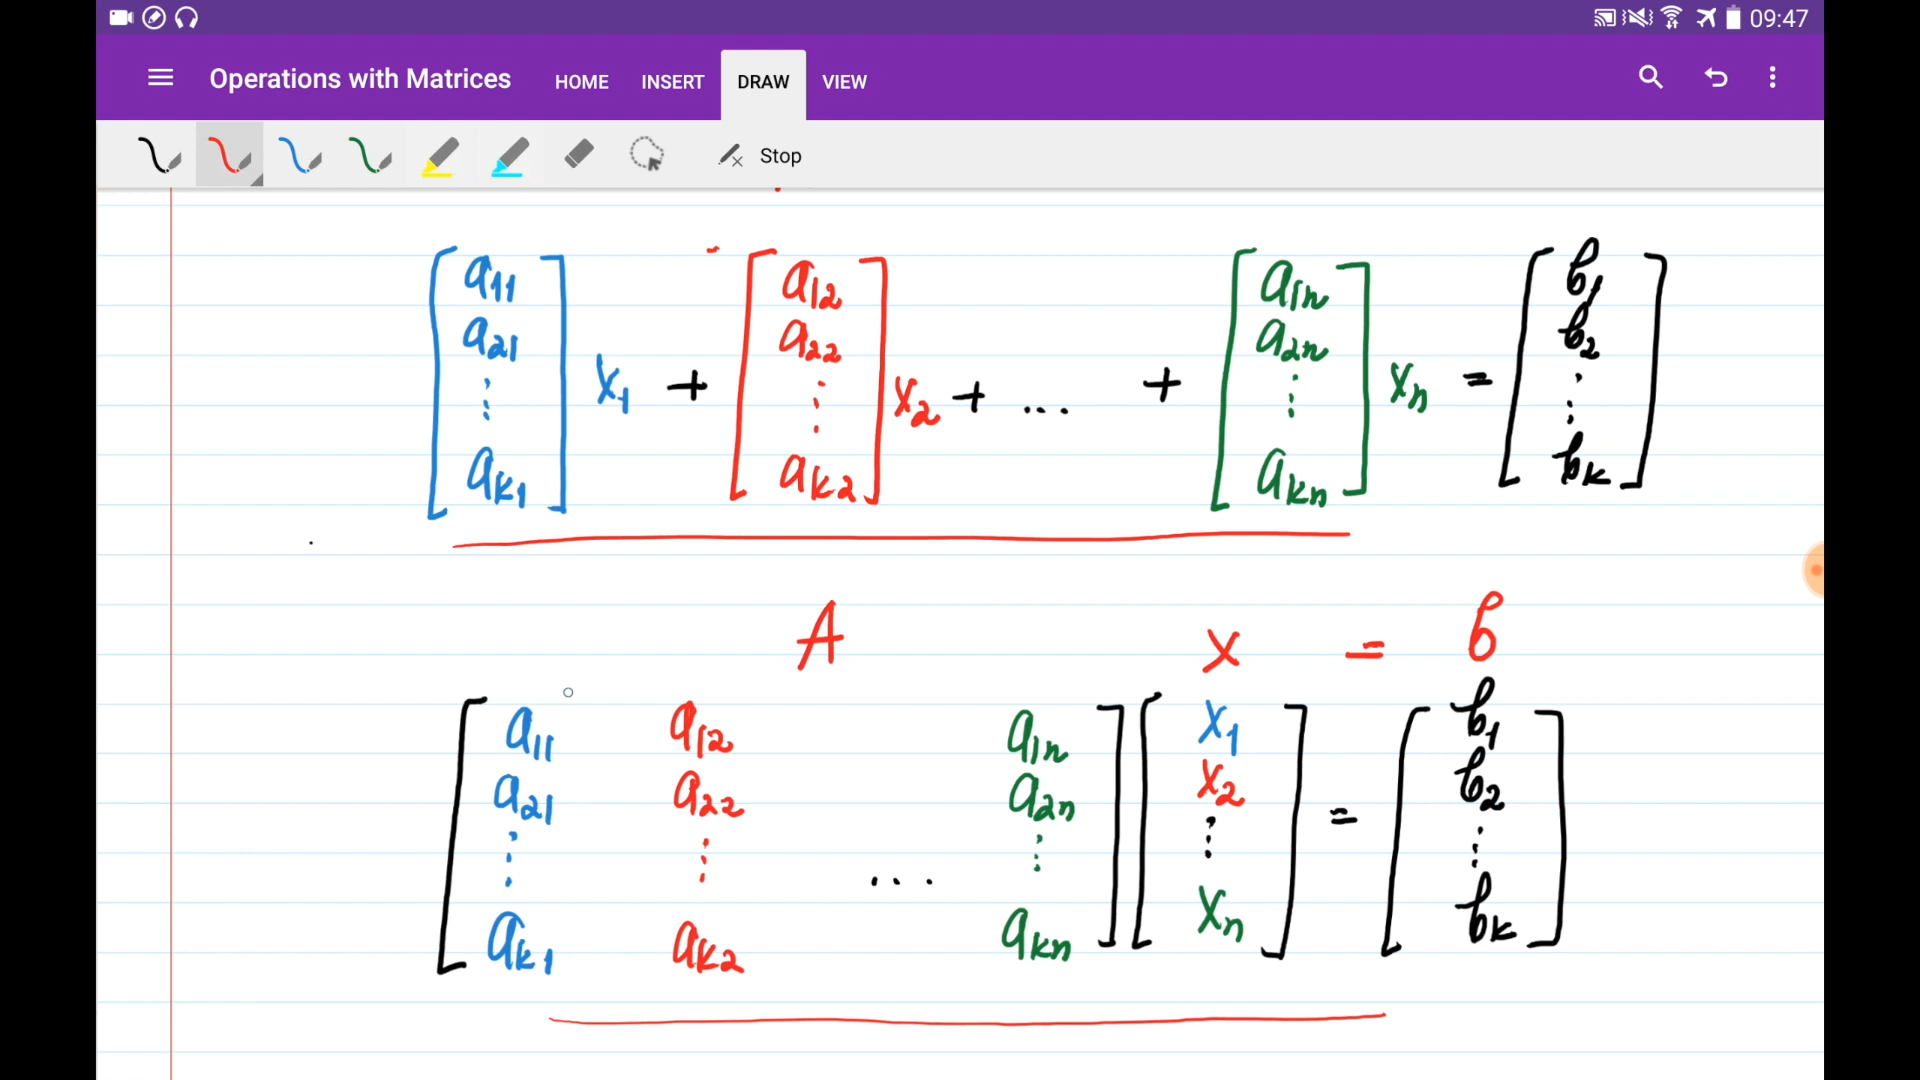 09:47
Operations with Matrices HOME INSERT DRAW VIEW
Stop
[a11 a21 ⋮ ak1] x1 + [a12 a22 ⋮ ak2] x2 + ... + [a1n a2n ⋮ akn] xn = [b1 b2 ⋮ bk]
A x = b
[a11 a12 a1n] [x1] [b1]
[a21 a22 a2n] [x2] = [b2]
[⋮ ⋮ ... ⋮] [⋮] [⋮]
[ak1 ak2 akn] [xn] [bk]